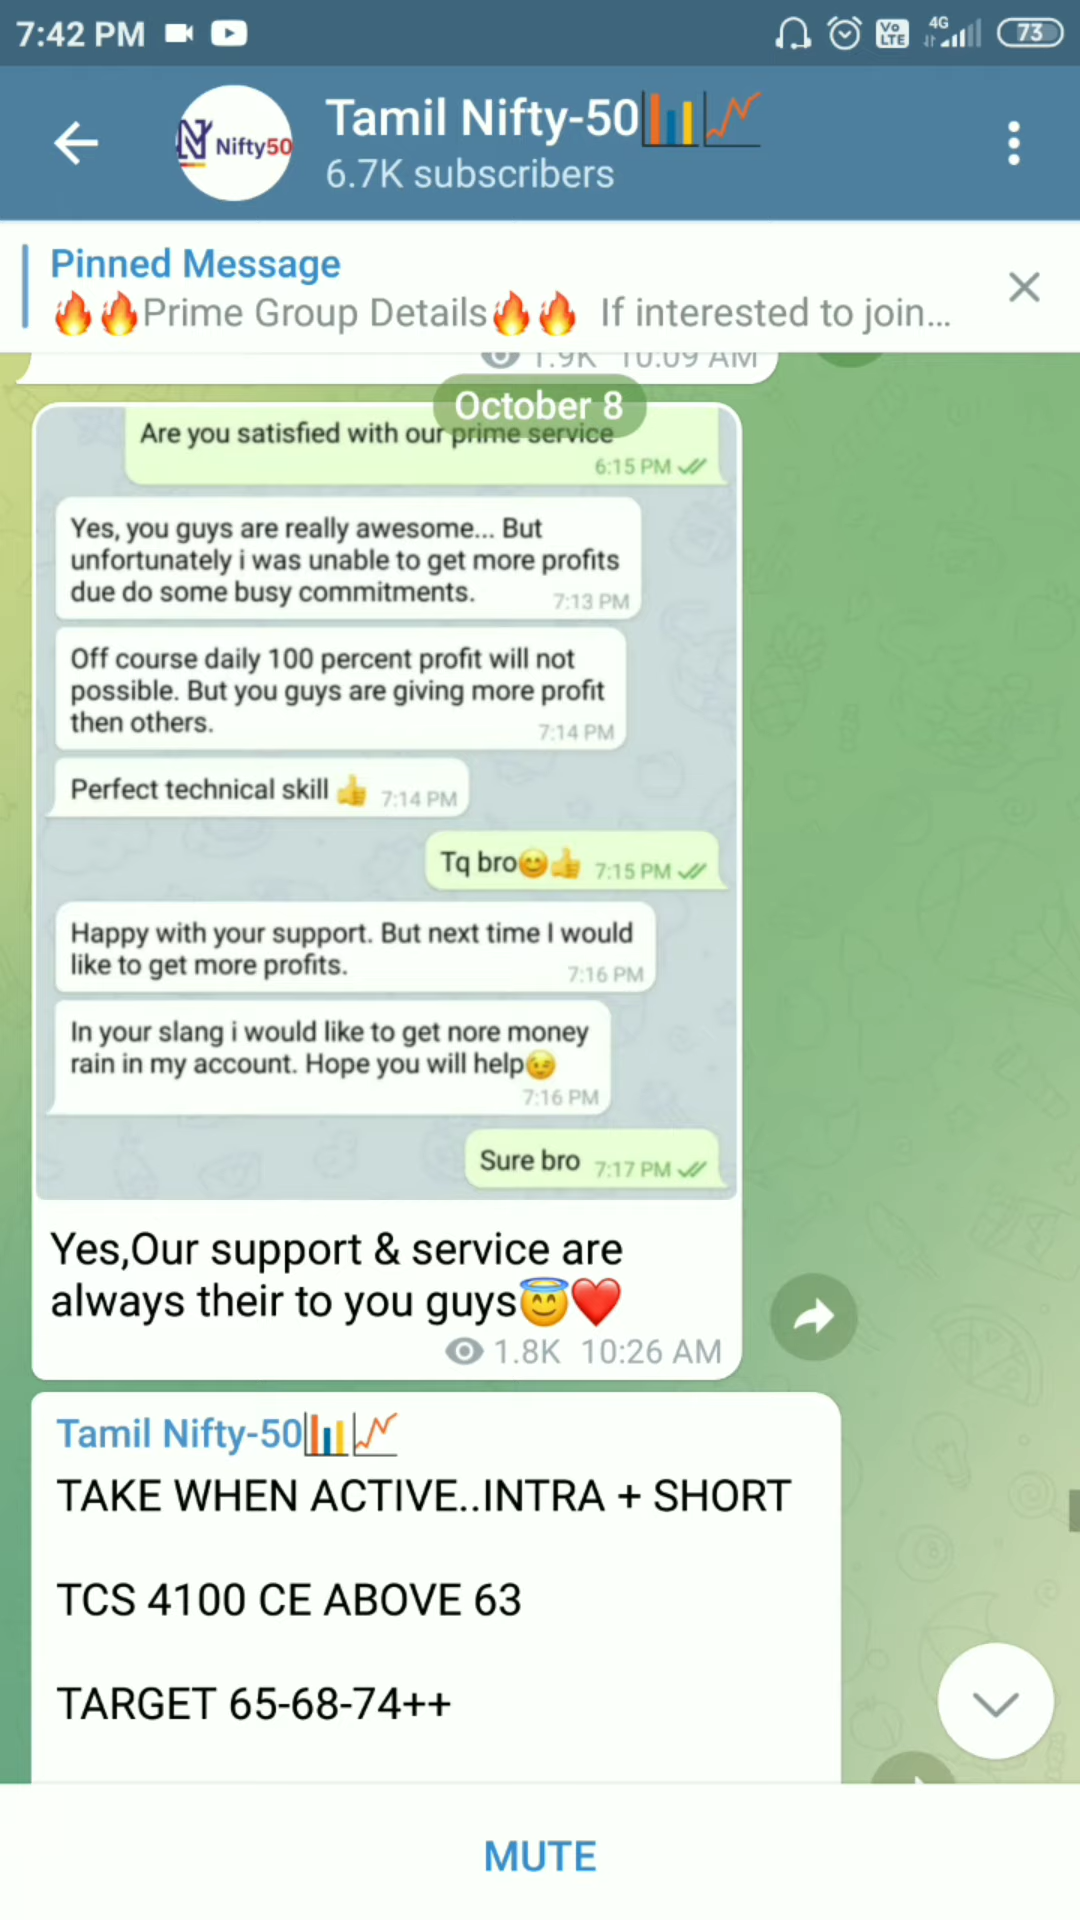 7:42 PM
Vo LTE 4G 73
Nifty50
Tamil Nifty-50📊📈
6.7K subscribers
Pinned Message
🔥🔥Prime Group Details🔥🔥 If interested to join...
1.9K 10:09 AM
October 8
Are you satisfied with our prime service
6:15 PM
Yes, you guys are really awesome... But
unfortunately i was unable to get more profits
due do some busy commitments. 7:13 PM
Off course daily 100 percent profit will not
possible. But you guys are giving more profit
then others. 7:14 PM
Perfect technical skill👍 7:14 PM
Tq bro😊👍 7:15 PM
Happy with your support. But next time I would
like to get more profits. 7:16 PM
In your slang i would like to get nore money
rain in my account. Hope you will help😉
7:16 PM
Sure bro 7:17 PM
Yes,Our support & service are
always their to you guys😇❤️
1.8K 10:26 AM
Tamil Nifty-50📊📈
TAKE WHEN ACTIVE..INTRA + SHORT
TCS 4100 CE ABOVE 63
TARGET 65-68-74++
MUTE